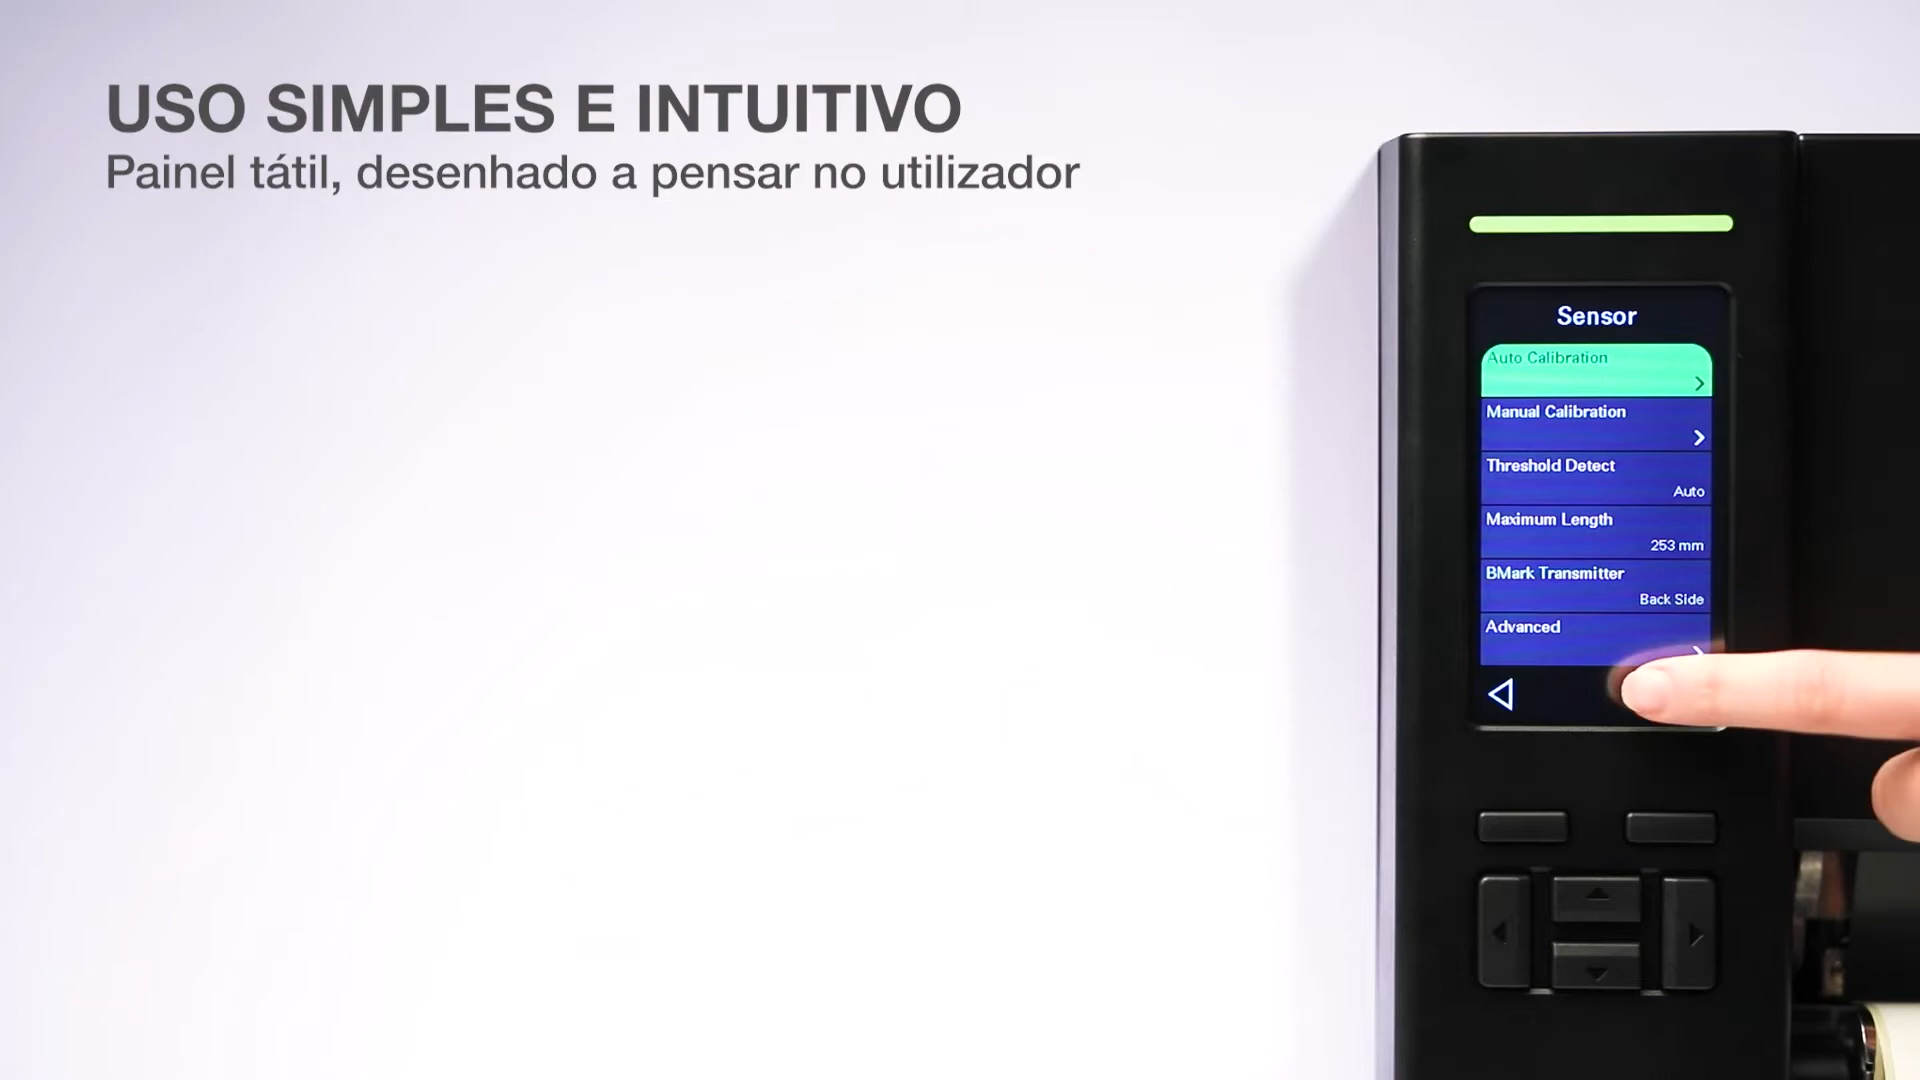 USO SIMPLES E INTUITIVO
Painel tátil, desenhado a pensar no utilizador
Sensor
Auto Calibration
Manual Calibration
Threshold Detect
Auto
Maximum Length
253 mm
BMark Transmitter
Back Side
Advanced